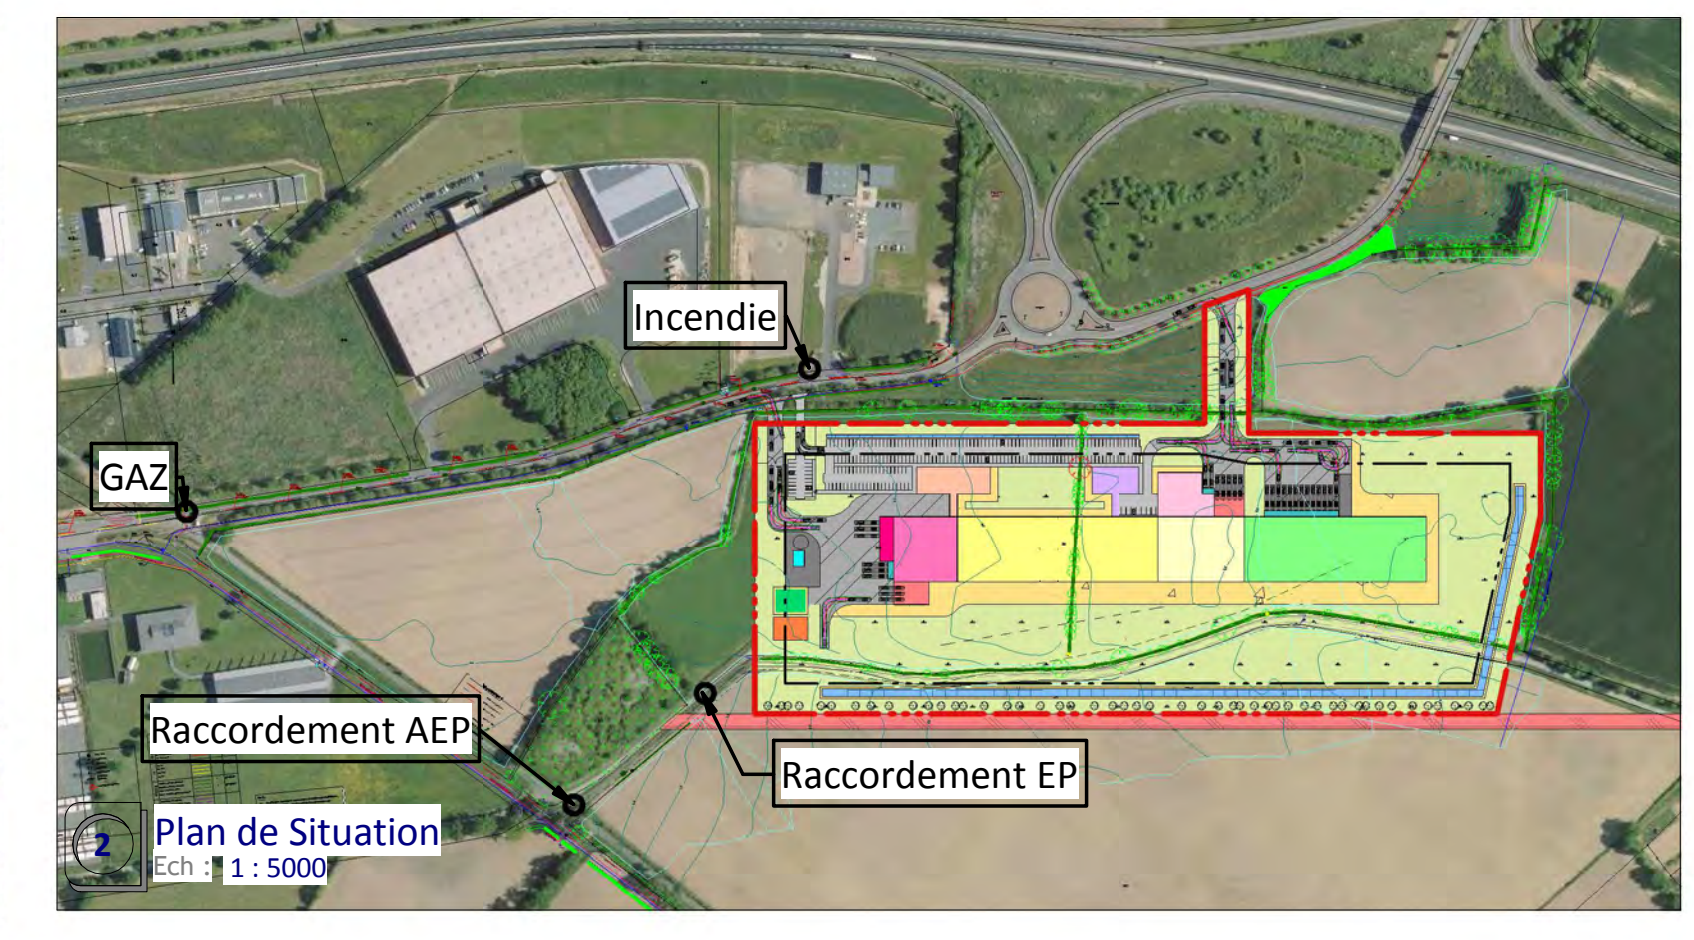 Incendie
GAZ
Raccordement AEP
Raccordement EP
2
Plan de Situation
Ech : 1 : 5000